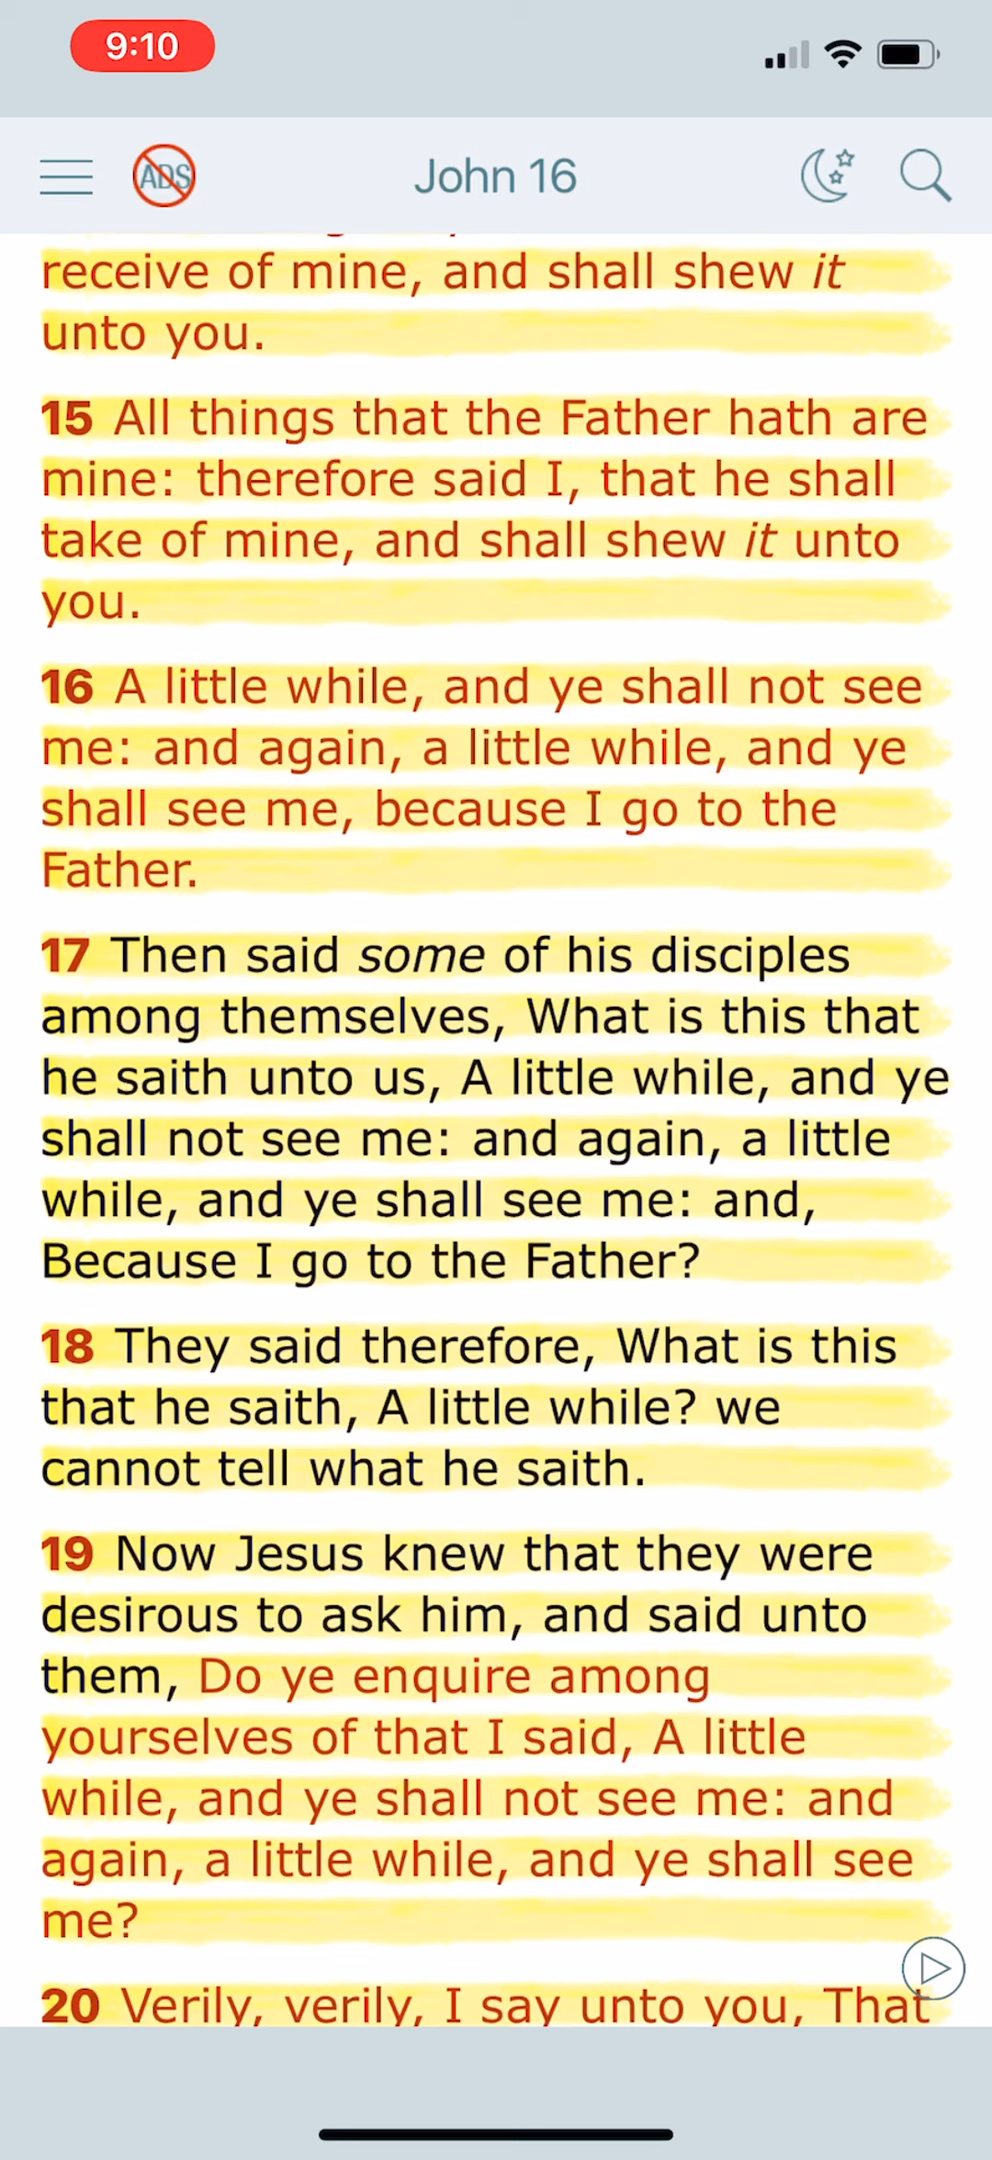 9:10
ADS
John 16
receive of mine, and shall shew it
unto you.
15 All things that the Father hath are
mine: therefore said I, that he shall
take of mine, and shall shew it unto
you.
16 A little while, and ye shall not see
me: and again, a little while, and ye
shall see me, because I go to the
Father.
17 Then said some of his disciples
among themselves, What is this that
he saith unto us, A little while, and ye
shall not see me: and again, a little
while, and ye shall see me: and,
Because I go to the Father?
18 They said therefore, What is this
that he saith, A little while? we
cannot tell what he saith.
19 Now Jesus knew that they were
desirous to ask him, and said unto
them, Do ye enquire among
yourselves of that I said, A little
while, and ye shall not see me: and
again, a little while, and ye shall see
me?
20 Verily, verily, I say unto you, That